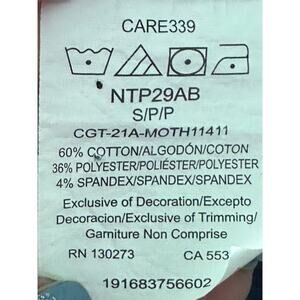 CARE339
NTP29AB
S/P/P
CGT-21A-MOTH11411
60% COTTON/ALGODÓN/COTON
36% POLYESTER/POLIÉSTER/POLYESTER
4% SPANDEX/SPANDEX/SPANDEX
Exclusive of Decoration/Excepto
Decoracion/Exclusive of Trimming/
Garniture Non Comprise
RN 130273 CA 553
191683756602